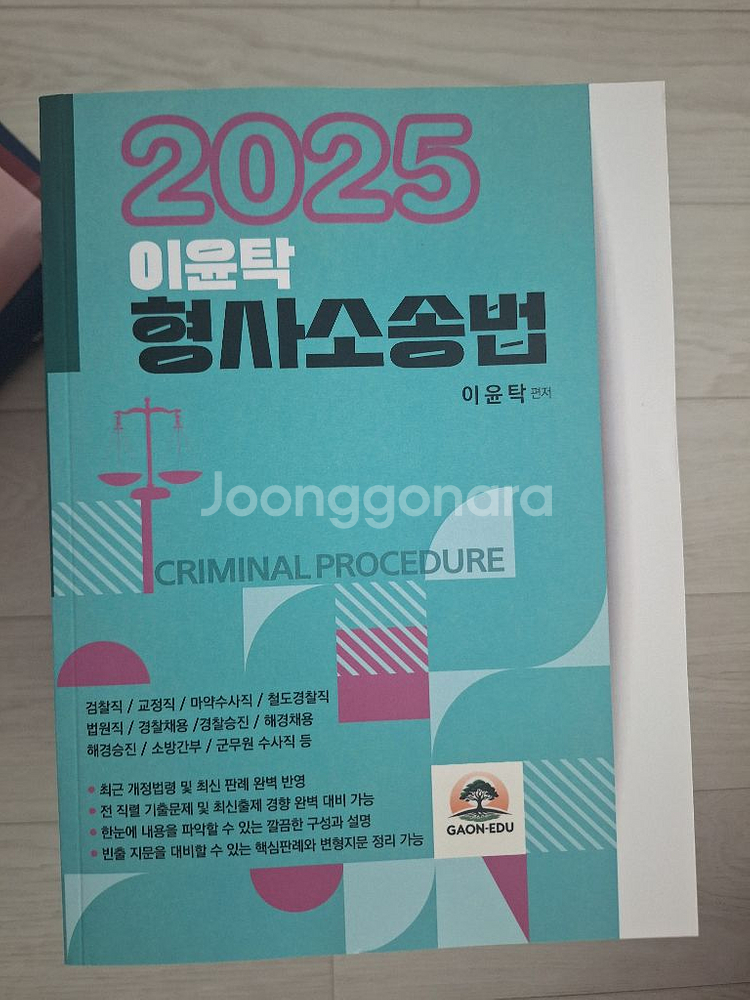 2025
이윤탁
형사소송법
이윤탁 편저
Joonggonara
CRIMINAL PROCEDURE
검찰직 / 교정직 / 마약수사직 / 철도경찰직
법원직 / 경찰채용 /경찰승진 / 해경채용
해경승진 / 소방간부 / 군무원 수사직 등
• 최근 개정법령 및 최신 판례 완벽 반영
• 전 직렬 기출문제 및 최신출제 경향 완벽 대비 가능
• 한눈에 내용을 파악할 수 있는 깔끔한 구성과 설명
• 빈출 지문을 대비할 수 있는 핵심판례와 변형지문 정리 가능
GAON-EDU